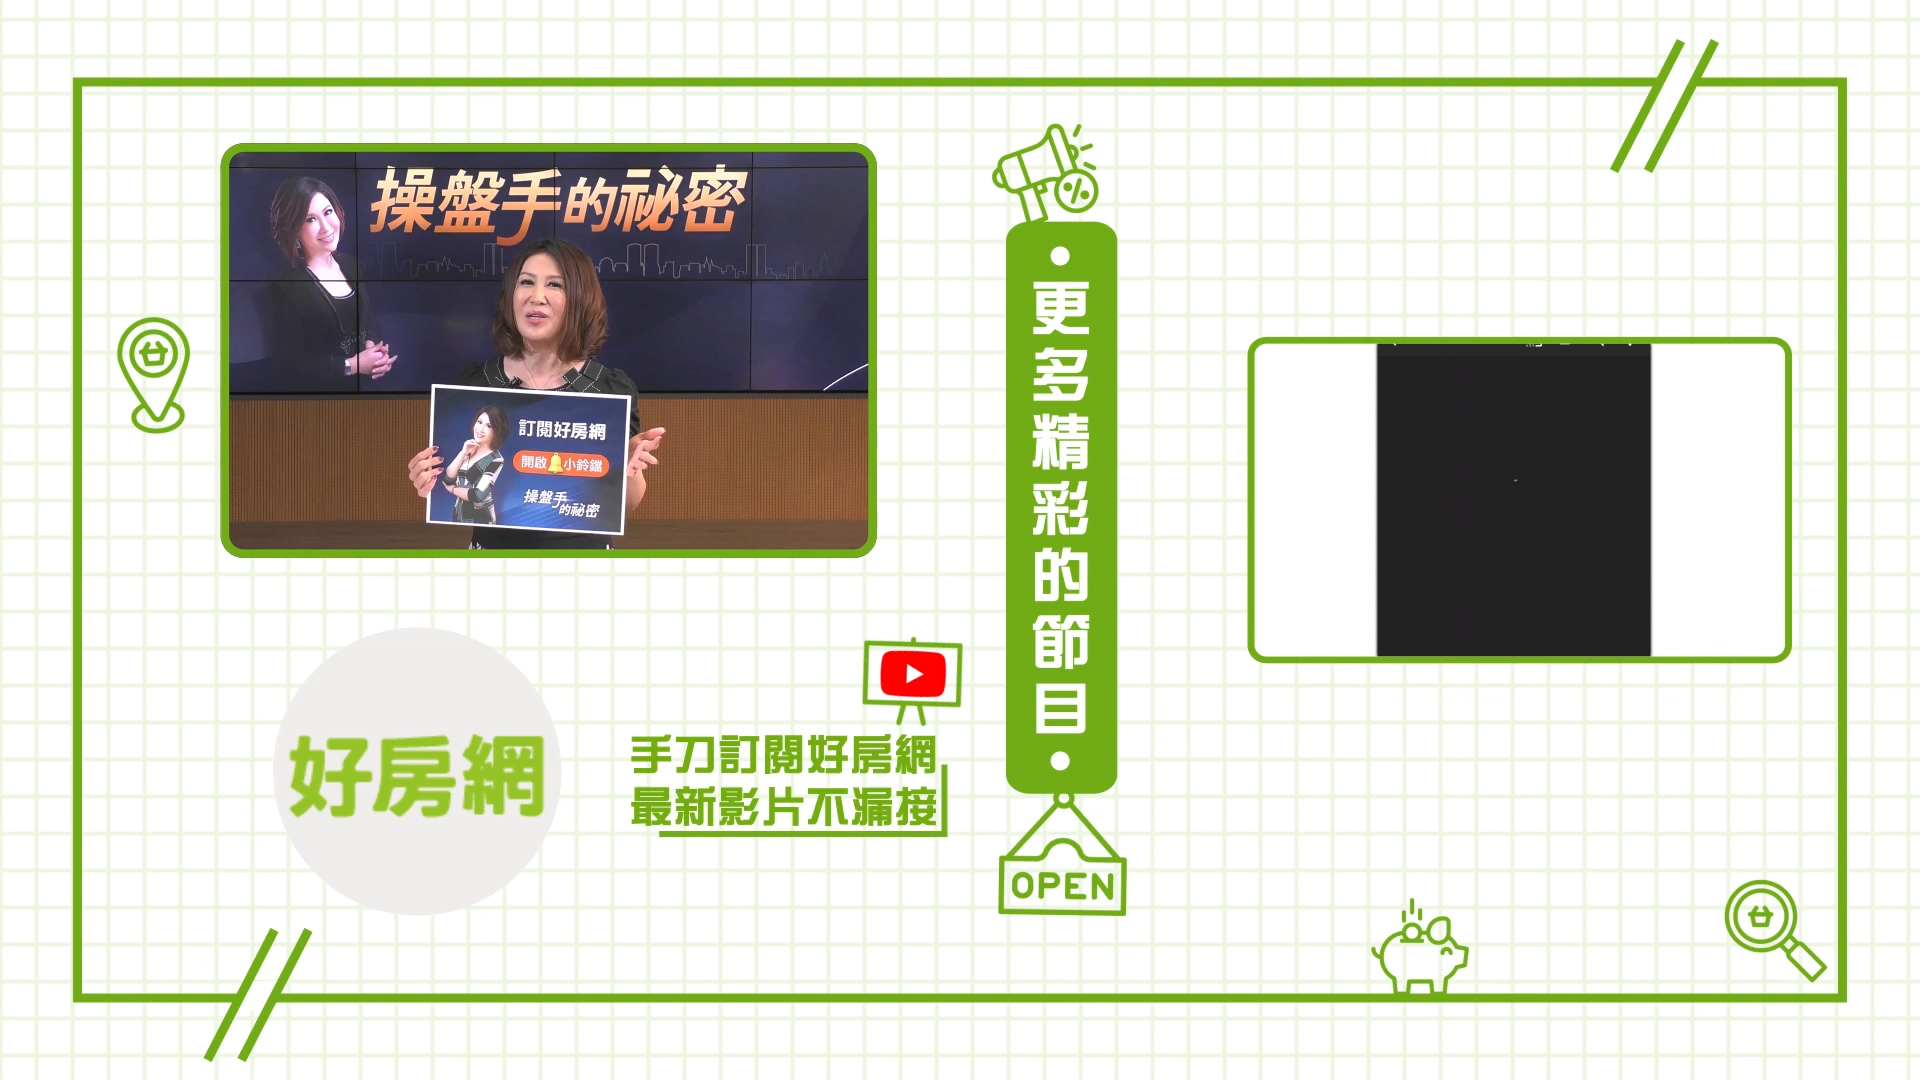 操盤手的祕密
訂閱好房網
開啟🔔小鈴鐺
操盤手
的祕密
更多精彩的節目
好房網
手刀訂閱好房網
最新影片不漏接
OPEN